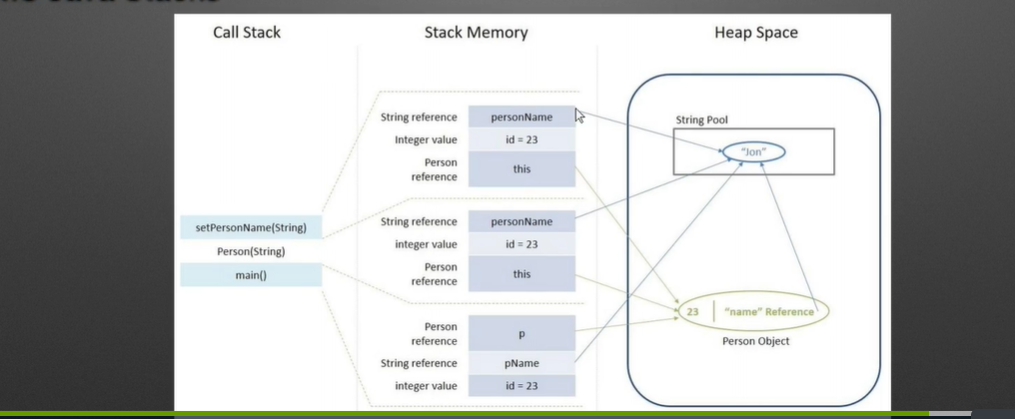 Call Stack
Stack Memory
Heap Space
String reference
personName
Integer value
id = 23
Person
reference
this
String Pool
"Jon"
setPersonName(String)
Person(String)
main()
String reference
personName
integer value
id = 23
Person
reference
this
Person
reference
p
String reference
pName
integer value
id = 23
23
"name" Reference
Person Object